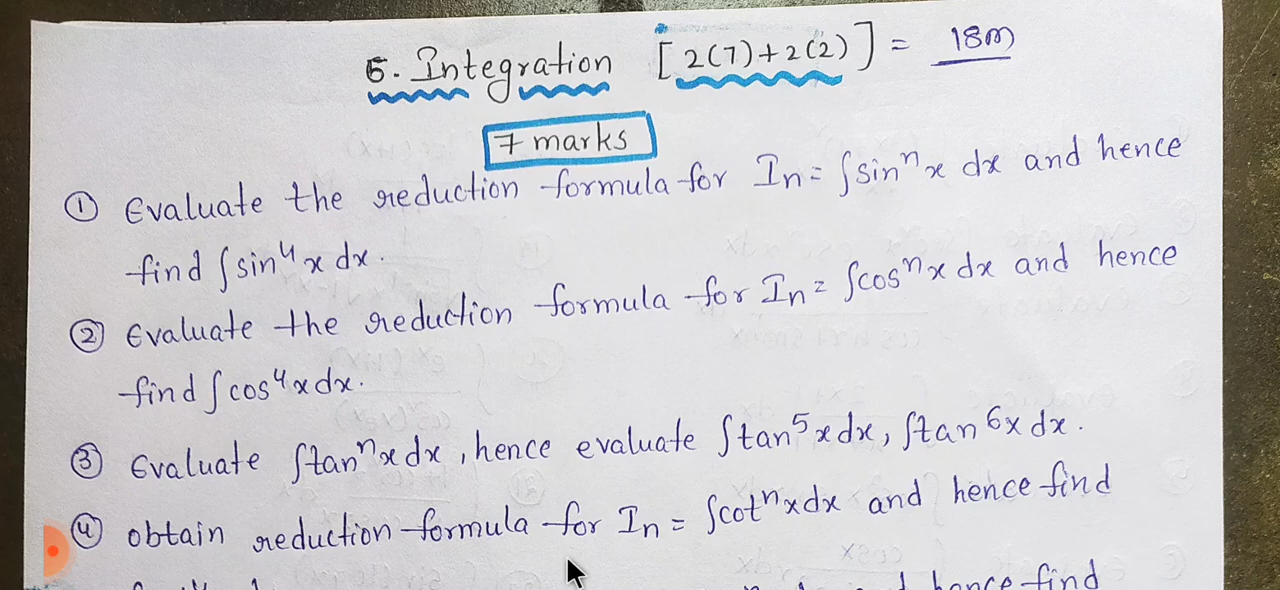 5. Integration [2(7)+2(2)] = 18m
7 marks
① Evaluate the reduction formula for In = ∫sinⁿx dx and hence
find ∫sin⁴x dx.
② Evaluate the reduction formula for In = ∫cosⁿx dx and hence
find ∫cos⁴x dx.
③ Evaluate ∫tanⁿx dx, hence evaluate ∫tan⁵x dx, ∫tan⁶x dx.
④ obtain reduction formula for In = ∫cotⁿx dx and hence find
hence find